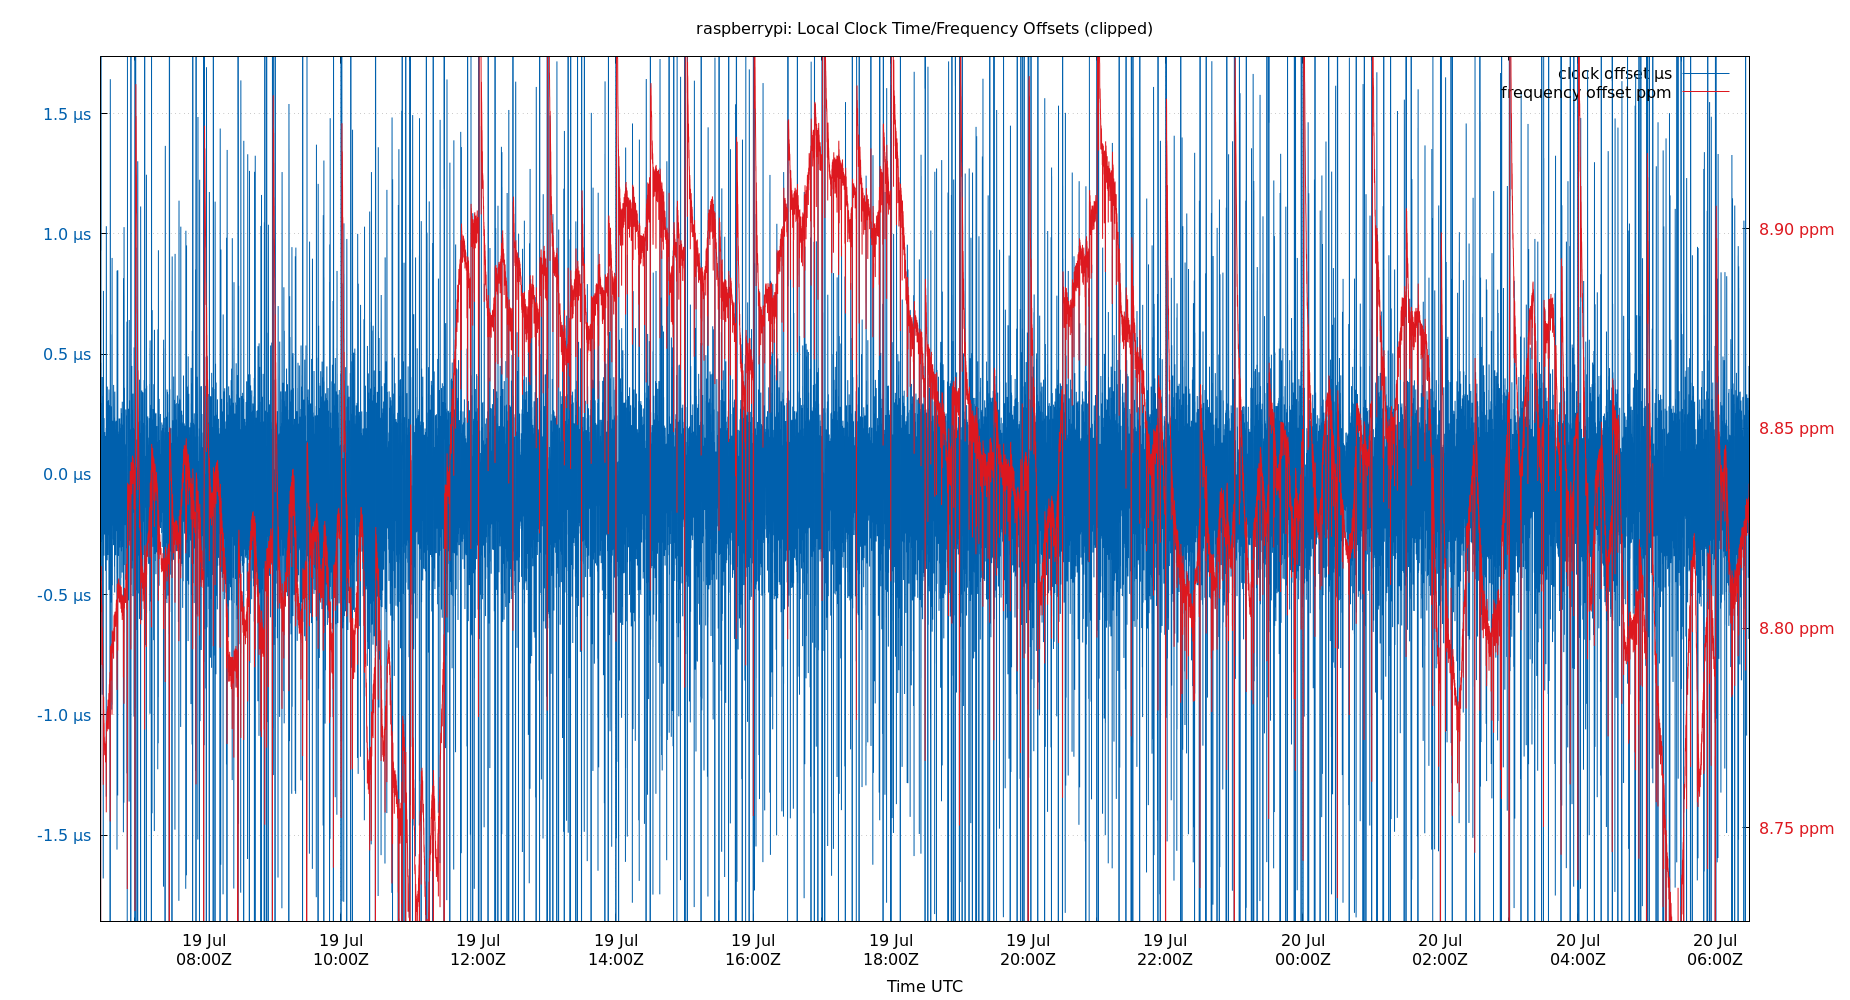 raspberrypi: Local Clock Time/Frequency Offsets (clipped)
clock offset µs
frequency offset ppm
1.5 µs
1.0 µs
0.5 µs
0.0 µs
-0.5 µs
-1.0 µs
-1.5 µs
8.90 ppm
8.85 ppm
8.80 ppm
8.75 ppm
19 Jul 19 Jul 19 Jul 19 Jul 19 Jul 19 Jul 19 Jul 19 Jul 20 Jul 20 Jul 20 Jul 20 Jul
08:00Z 10:00Z 12:00Z 14:00Z 16:00Z 18:00Z 20:00Z 22:00Z 00:00Z 02:00Z 04:00Z 06:00Z
Time UTC